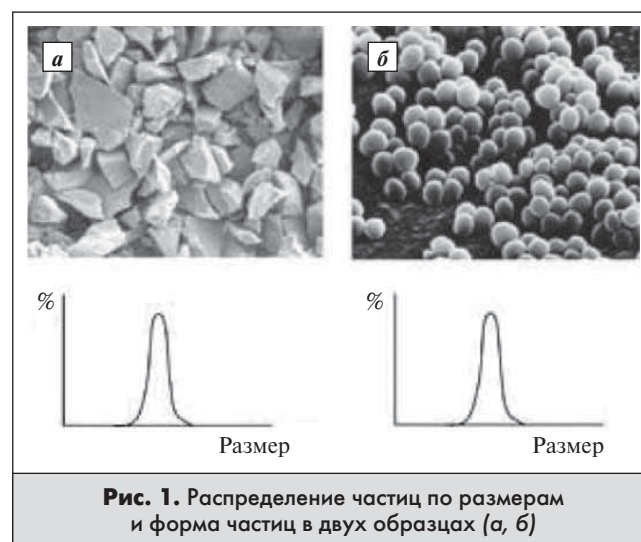 а
б
%
%
Размер
Размер
Рис. 1. Распределение частиц по размерам
и форма частиц в двух образцах (а, б)